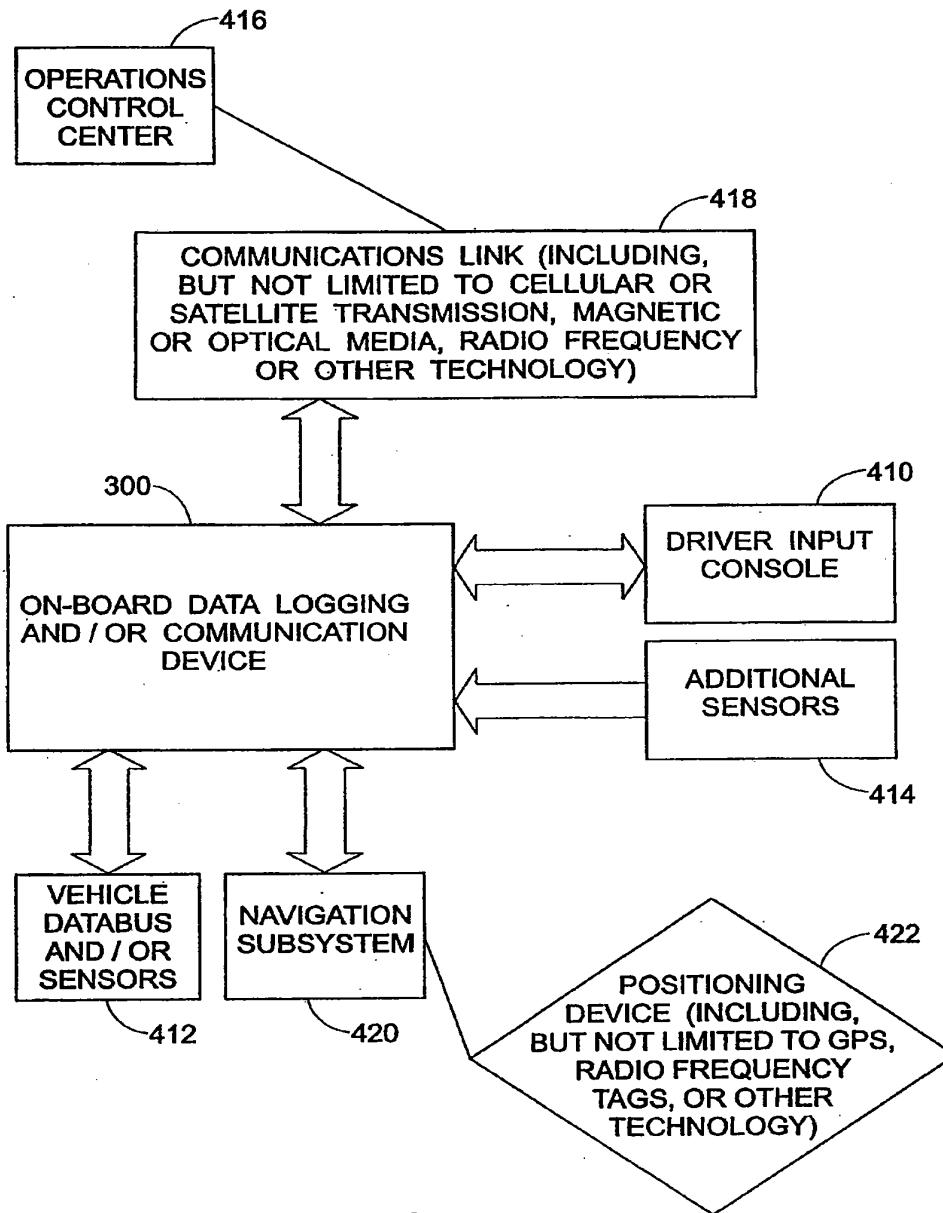 416
OPERATIONS
CONTROL
CENTER
418
COMMUNICATIONS LINK (INCLUDING,
BUT NOT LIMITED TO CELLULAR OR
SATELLITE TRANSMISSION, MAGNETIC
OR OPTICAL MEDIA, RADIO FREQUENCY
OR OTHER TECHNOLOGY)
300
ON-BOARD DATA LOGGING
AND / OR COMMUNICATION
DEVICE
410
DRIVER INPUT
CONSOLE
ADDITIONAL
SENSORS
414
VEHICLE
DATABUS
AND / OR
SENSORS
412
NAVIGATION
SUBSYSTEM
420
422
POSITIONING
DEVICE (INCLUDING,
BUT NOT LIMITED TO GPS,
RADIO FREQUENCY
TAGS, OR OTHER
TECHNOLOGY)